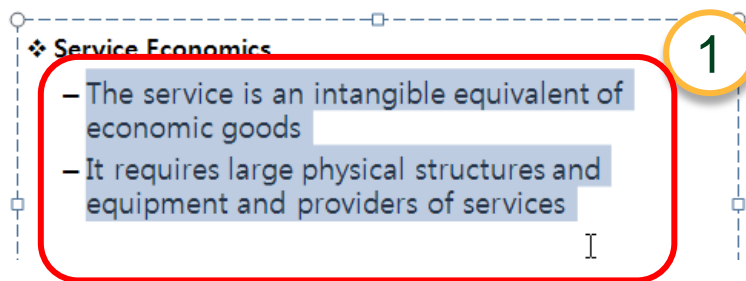 ❖ Service Economics
1
– The service is an intangible equivalent of
economic goods
– It requires large physical structures and
equipment and providers of services